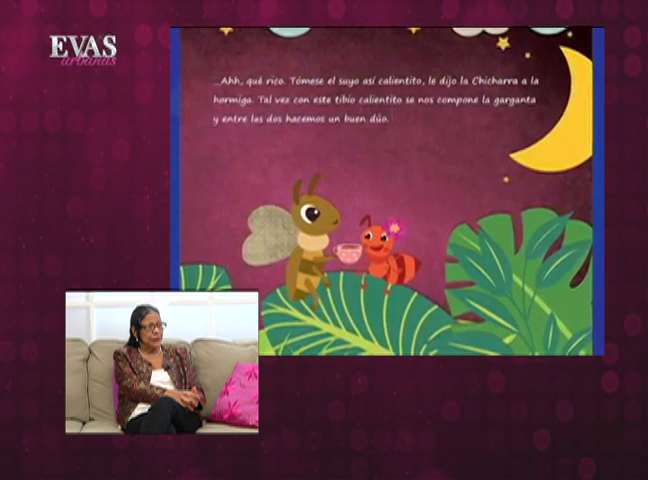 EVAS
urbanas
_Ahh, qué rico. Tómese el suyo así calientito, le dijo la Chicharra a la
hormiga. Tal vez con este tibio calientito se nos compone la garganta
y entre las dos hacemos un buen dúo.